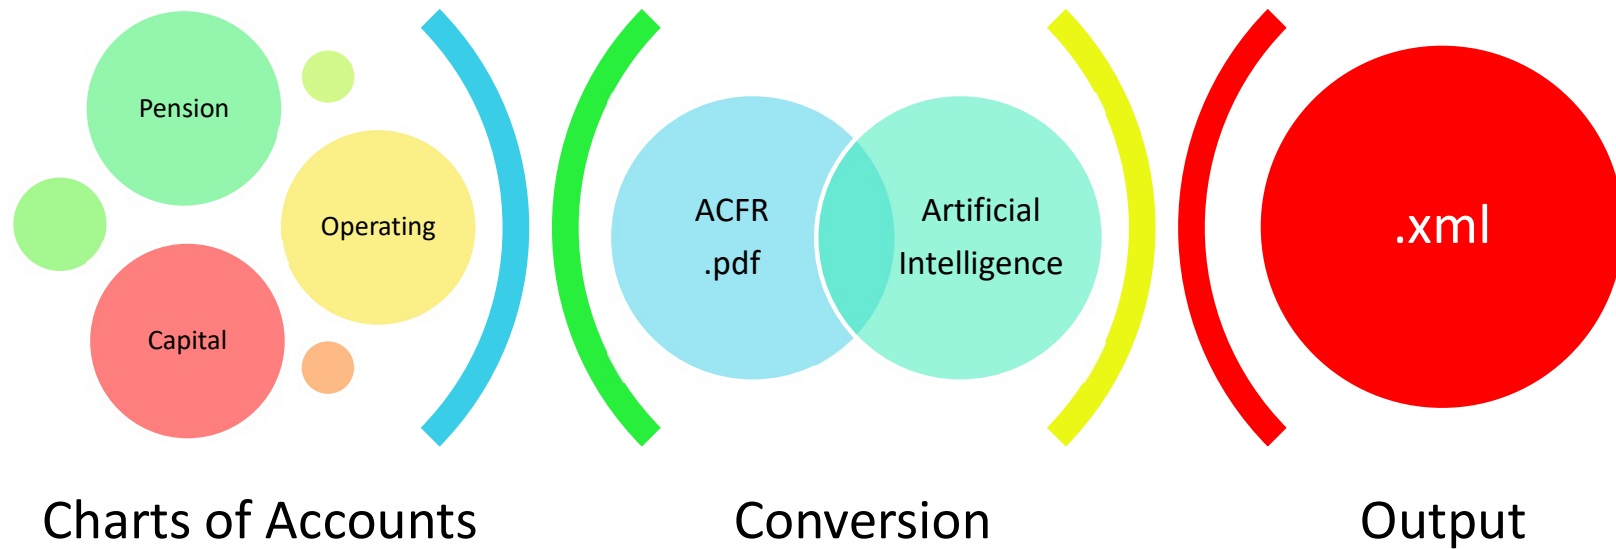 Pension
Operating
Capital
Charts of Accounts
ACFR
.pdf
Artificial
Intelligence
Conversion
.xml
Output